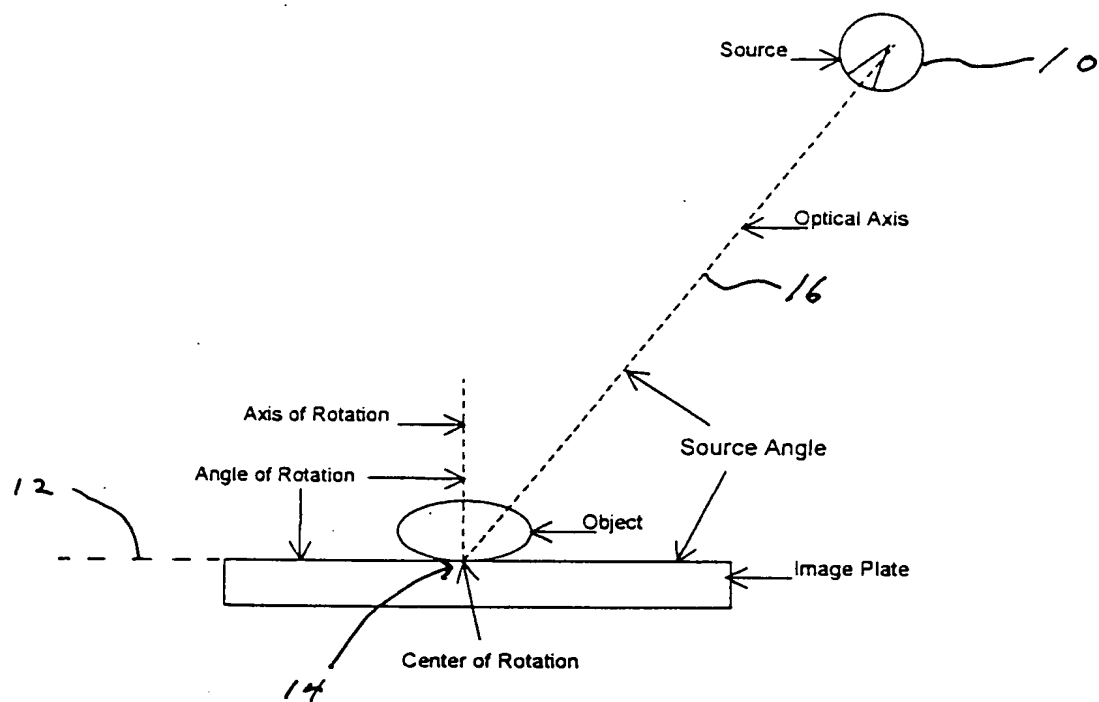 Source
10
Optical Axis
16
Axis of Rotation
Source Angle
Angle of Rotation
12
Object
Image Plate
Center of Rotation
14